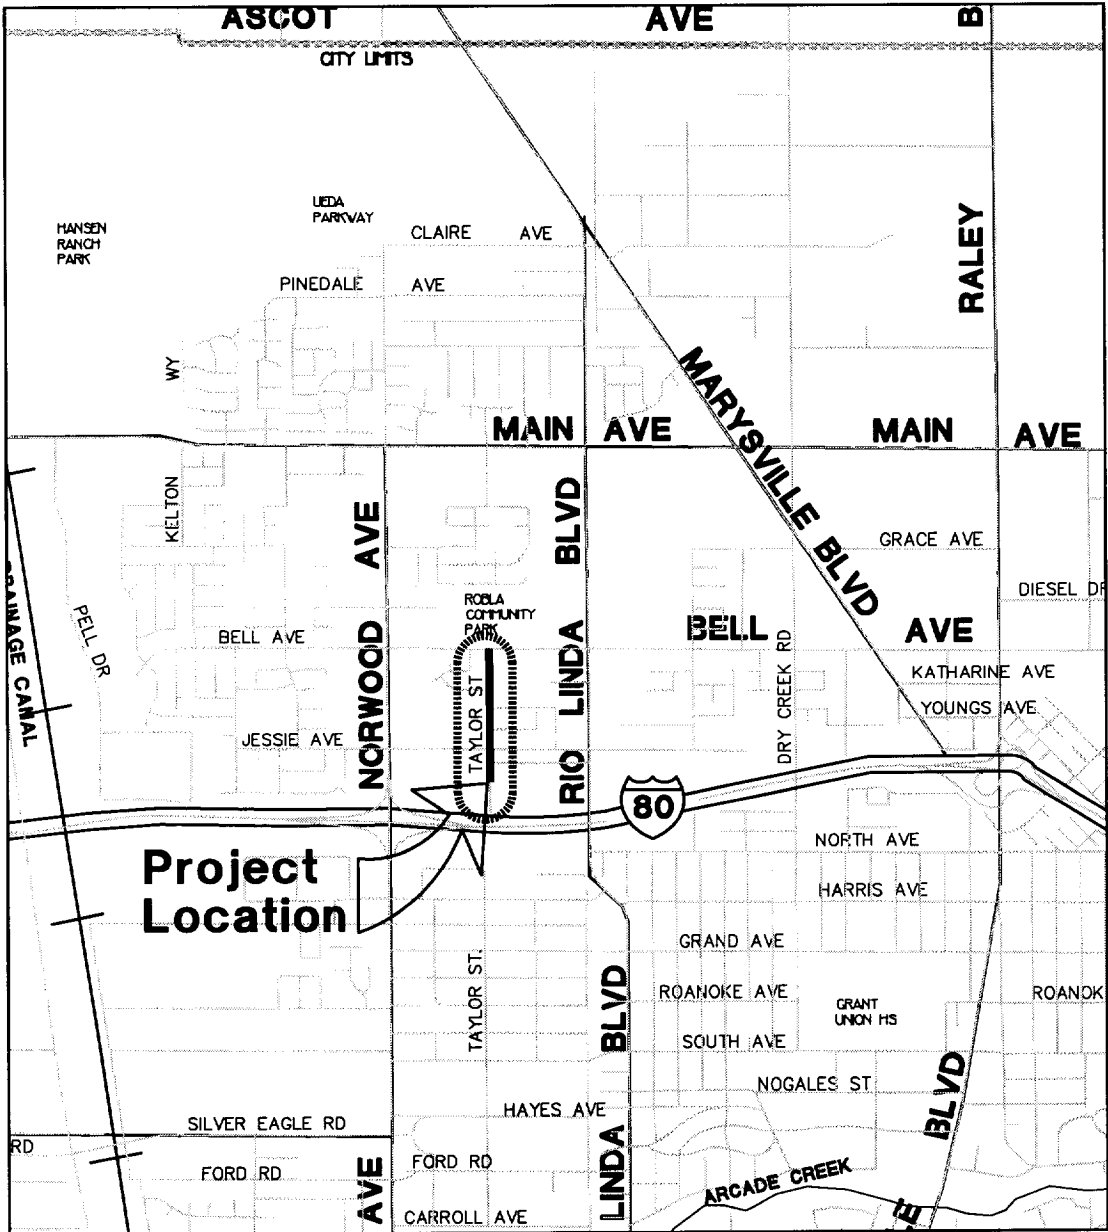 ASCOT AVE
B
CITY LIMITS
UEDA
PARKWAY
HANSEN
RANCH
PARK
CLAIRE AVE
RALEY
PINEDALE AVE
WY
MARYSVILLE BLVD
MAIN AVE
MAIN AVE
KELTON
NORWOOD AVE
RIO LINDA BLVD
GRACE AVE
DIESEL DR
ROBLA
COMMUNITY
PARK
PELL DR
BELL AVE
BELL AVE
DRAINAGE CANAL
DRY CREEK RD
KATHARINE AVE
YOUNGS AVE
TAYLOR ST
JESSIE AVE
80
NORTH AVE
Project
Location
HARRIS AVE
GRAND AVE
TAYLOR ST.
ROANOKE AVE
GRANT
UNION HS
ROANOK
SOUTH AVE
NOGALES ST
LINDA BLVD
BLVD
HAYES AVE
SILVER EAGLE RD
RD
FORD RD
FORD RD
AVE
ARCADE CREEK
CARROLL AVE